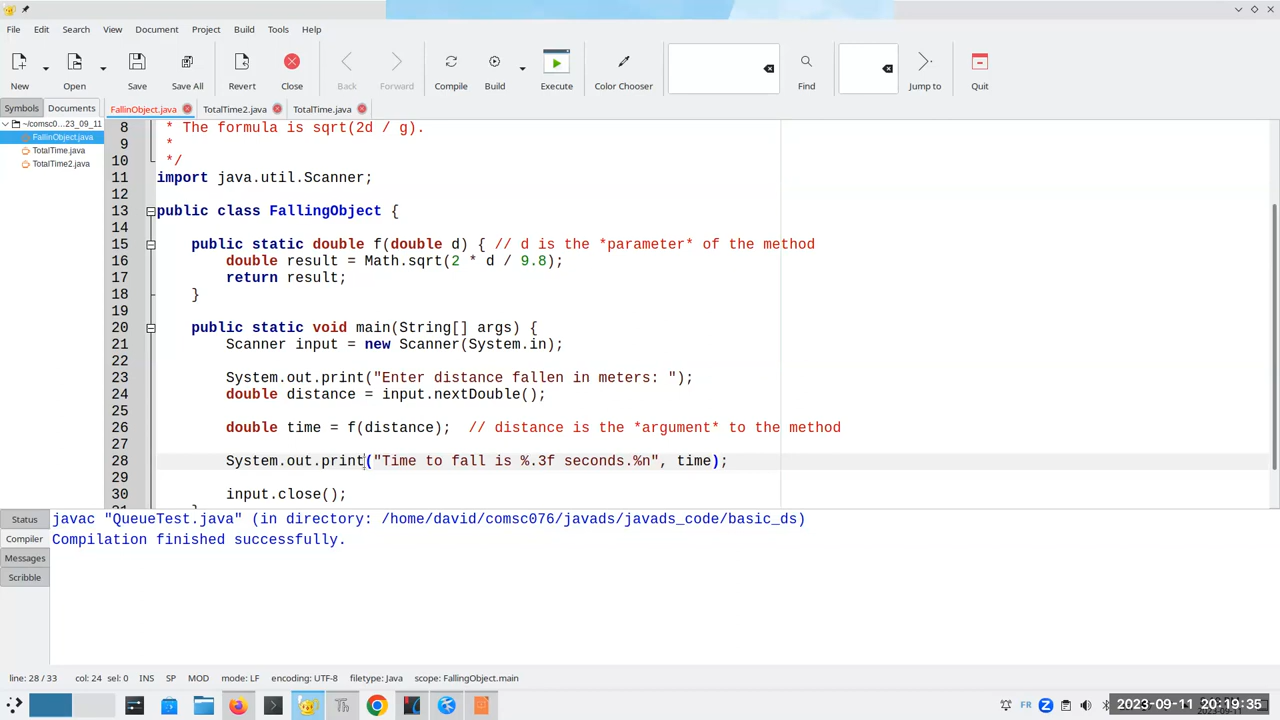 File Edit Search View Document Project Build Tools Help
New Open Save Save All Revert Close Back Forward Compile Build Execute Color Chooser Find Jump to Quit
Symbols Documents FallinObject.java TotalTime2.java TotalTime.java
~/comsc0...23_09_11
FallinObject.java
TotalTime.java
TotalTime2.java
8 * The formula is sqrt(2d / g).
9 *
10 */
11 import java.util.Scanner;
12
13 public class FallingObject {
14
15 public static double f(double d) { // d is the *parameter* of the method
16 double result = Math.sqrt(2 * d / 9.8);
17 return result;
18 }
19
20 public static void main(String[] args) {
21 Scanner input = new Scanner(System.in);
22
23 System.out.print("Enter distance fallen in meters: ");
24 double distance = input.nextDouble();
25
26 double time = f(distance);  // distance is the *argument* to the method
27
28 System.out.print("Time to fall is %.3f seconds.%n", time);
29
30 input.close();
Status
Compiler
Messages
Scribble
javac "QueueTest.java" (in directory: /home/david/comsc076/javads/javads_code/basic_ds)
Compilation finished successfully.
line: 28 / 33 col: 24 sel: 0 INS SP MOD mode: LF encoding: UTF-8 filetype: Java scope: FallingObject.main
FR 2023-09-11 20:19:35